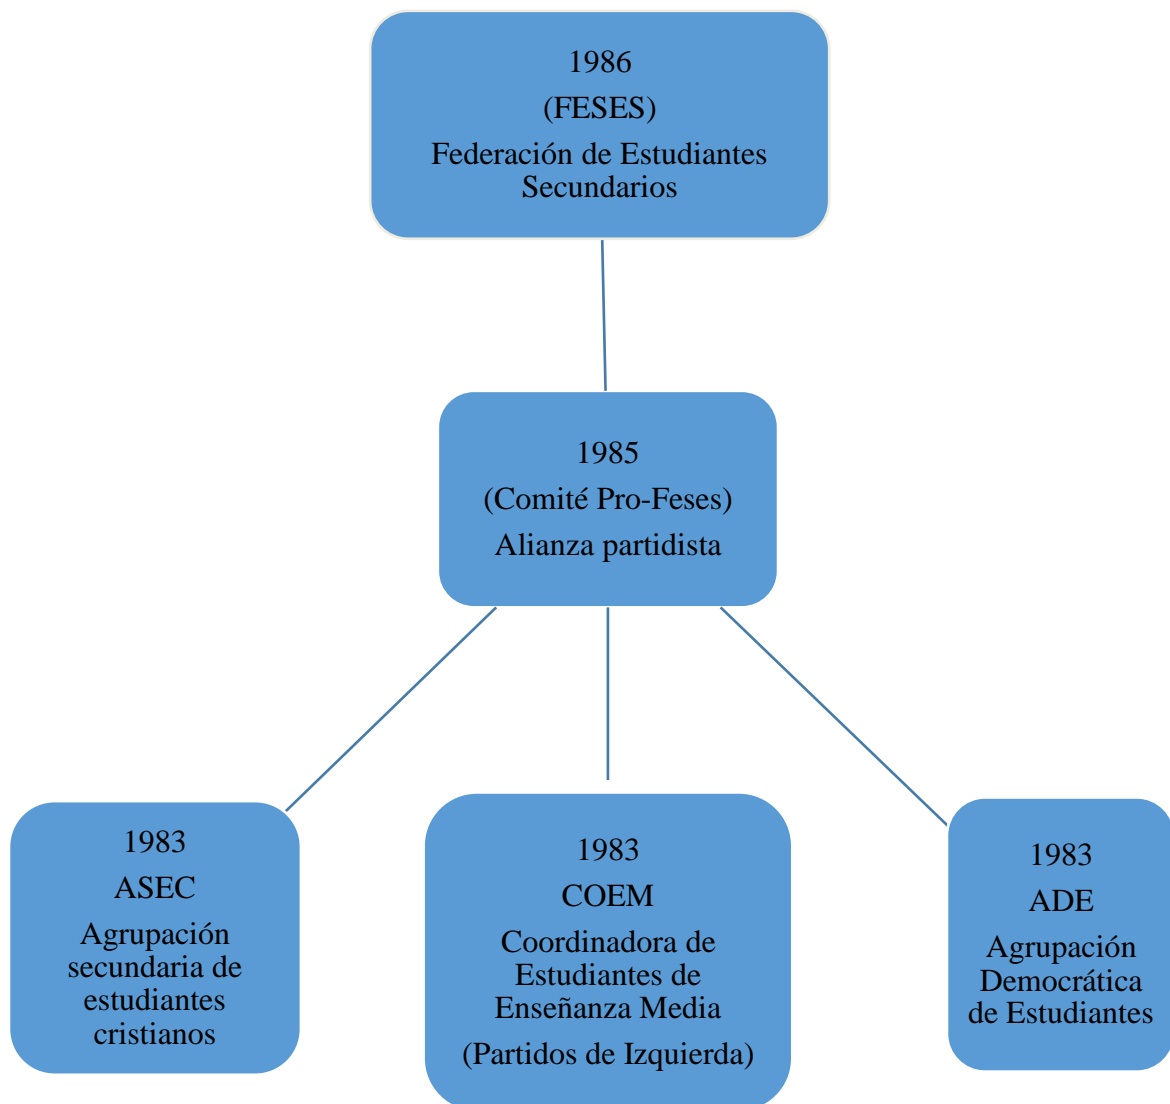 1986
(FESES)
Federación de Estudiantes
Secundarios
1985
(Comité Pro-Feses)
Alianza partidista
1983
ASEC
Agrupación
secundaria de
estudiantes
cristianos
1983
COEM
Coordinadora de
Estudiantes de
Enseñanza Media
(Partidos de Izquierda)
1983
ADE
Agrupación
Democrática
de Estudiantes